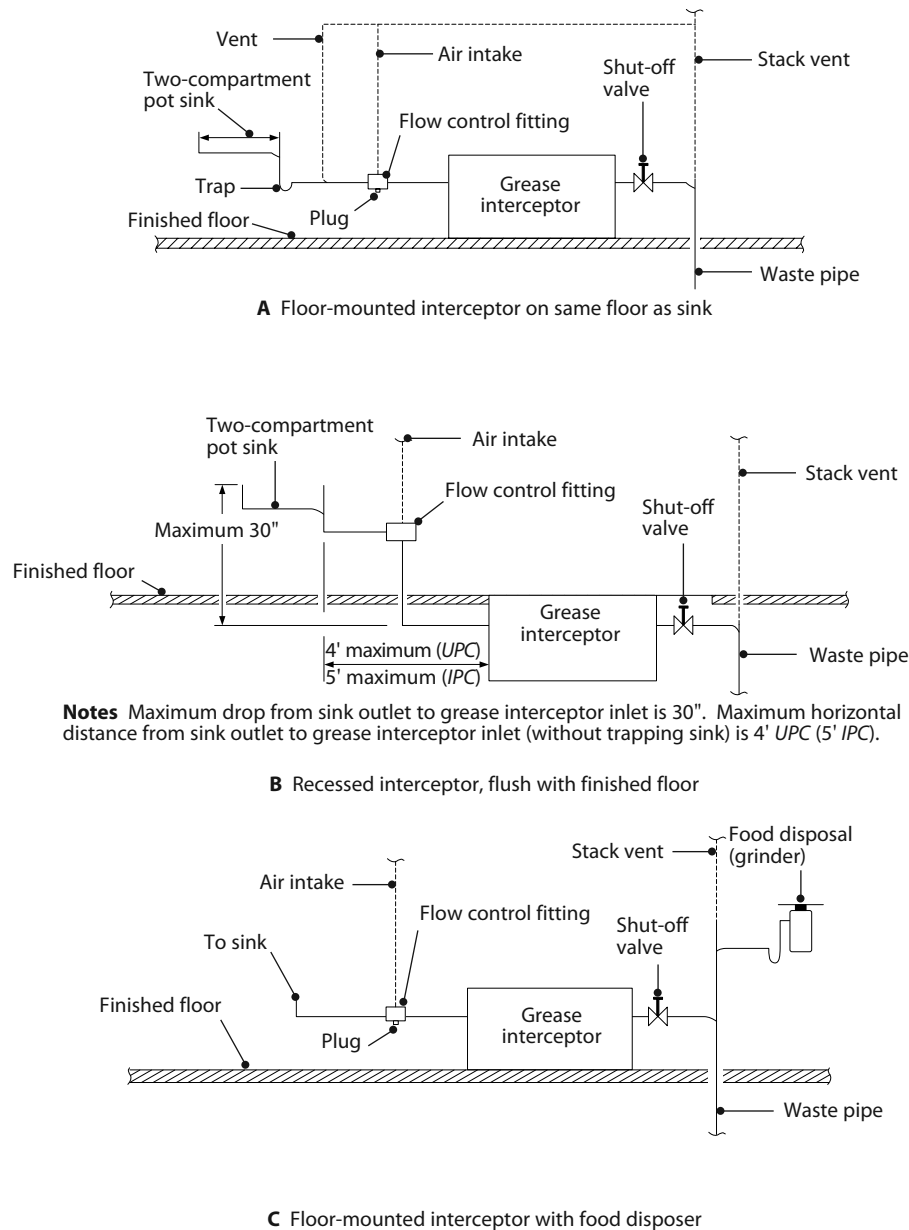 Vent
Air intake
Stack vent
Two-compartment
pot sink
Shut-off
valve
Flow control fitting
Trap
Plug
Grease
interceptor
Finished floor
Waste pipe
A Floor-mounted interceptor on same floor as sink
Two-compartment
pot sink
Air intake
Stack vent
Flow control fitting
Shut-off
valve
Maximum 30"
Finished floor
Grease
interceptor
4' maximum (UPC)
5' maximum (IPC)
Waste pipe
Notes Maximum drop from sink outlet to grease interceptor inlet is 30". Maximum horizontal
distance from sink outlet to grease interceptor inlet (without trapping sink) is 4' UPC (5' IPC).
B Recessed interceptor, flush with finished floor
Stack vent
Food disposal
(grinder)
Air intake
Flow control fitting
Shut-off
valve
To sink
Finished floor
Plug
Grease
interceptor
Waste pipe
C Floor-mounted interceptor with food disposer